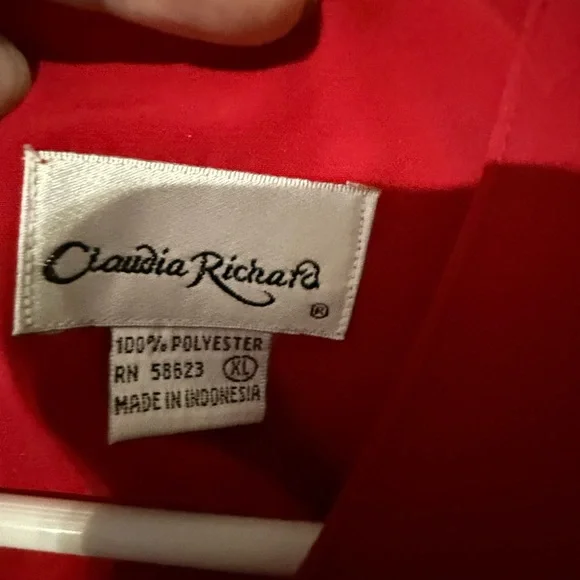 Claudia Richard
®
100% POLYESTER
RN 58623 XL
MADE IN INDONESIA